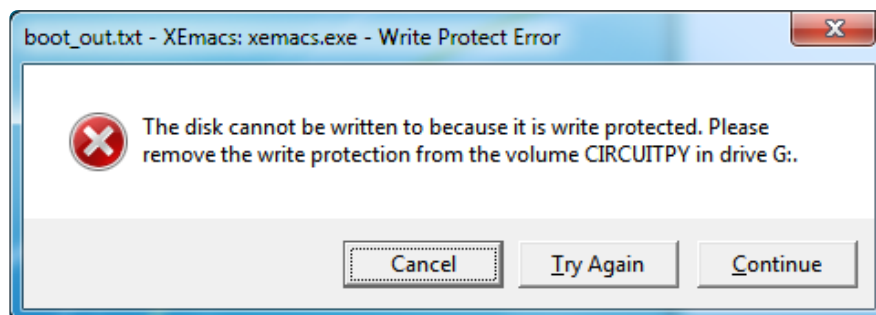 boot_out.txt - XEmacs: xemacs.exe - Write Protect Error
The disk cannot be written to because it is write protected. Please
remove the write protection from the volume CIRCUITPY in drive G:.
Cancel
Try Again
Continue